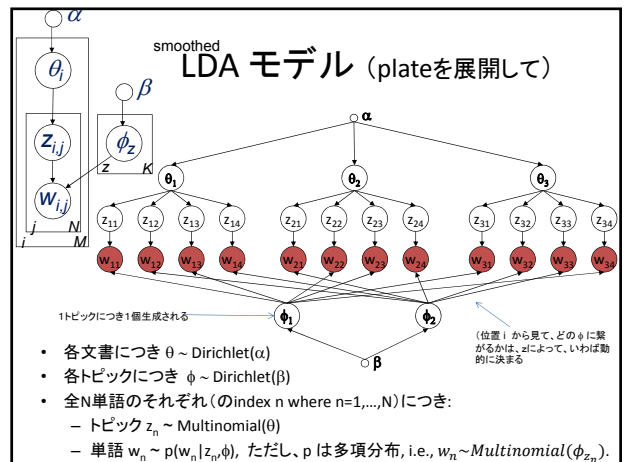 smoothed
LDA モデル (plateを展開して)
α
θi
zi,j
wi,j
j N
i M
β
ϕz
z K
α
θ1 θ2 θ3
z11 z12 z13 z14 z21 z22 z23 z24 z31 z32 z33 z34
w11 w12 w13 w14 w21 w22 w23 w24 w31 w32 w33 w34
1トピックにつき1個生成される
ϕ1 ϕ2
β
(位置 i から見て、どの ϕ に繋
がるかは、zによって、いわば動
的に決まる
• 各文書につき θ ~ Dirichlet(α)
• 各トピックにつき ϕ ~ Dirichlet(β)
• 全N単語のそれぞれ(のindex n where n=1,...,N)につき:
– トピック zn ~ Multinomial(θ)
– 単語 wn ~ p(wn|zn,ϕ), ただし、p は多項分布, i.e., wn~Multinomial(ϕzn).